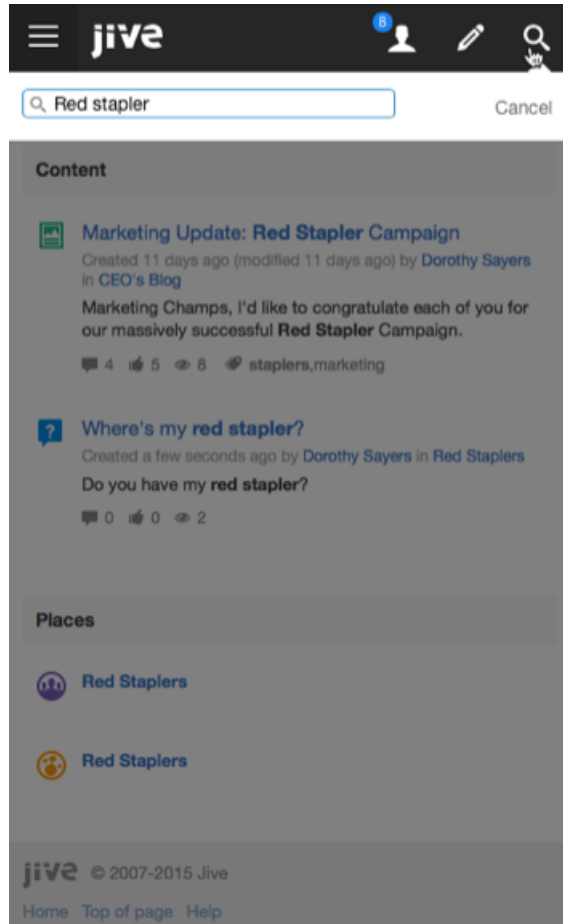 jive
8
Red stapler
Cancel
Content
Marketing Update: Red Stapler Campaign
Created 11 days ago (modified 11 days ago) by Dorothy Sayers
in CEO's Blog
Marketing Champs, I'd like to congratulate each of you for
our massively successful Red Stapler Campaign.
4 5 8 staplers,marketing
?
Where's my red stapler?
Created a few seconds ago by Dorothy Sayers in Red Staplers
Do you have my red stapler?
0 0 2
Places
Red Staplers
Red Staplers
jive © 2007-2015 Jive
Home Top of page Help